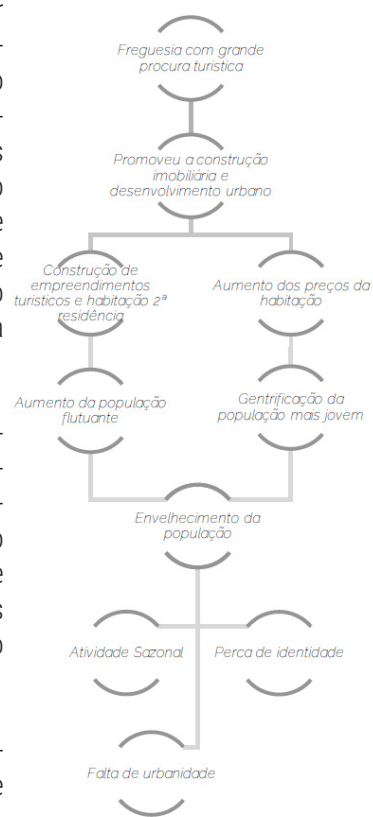 Freguesia com grande
procura turistica
Promoveu a construção
imobiliária e
desenvolvimento urbano
Construção de
empreendimentos
turisticos e habitação 2ª
residência
Aumento dos preços da
habitação
Aumento da população
flutuante
Gentrificação da
população mais jovem
Envelhecimento da
população
Atividade Sazonal
Perca de identidade
Falta de urbanidade